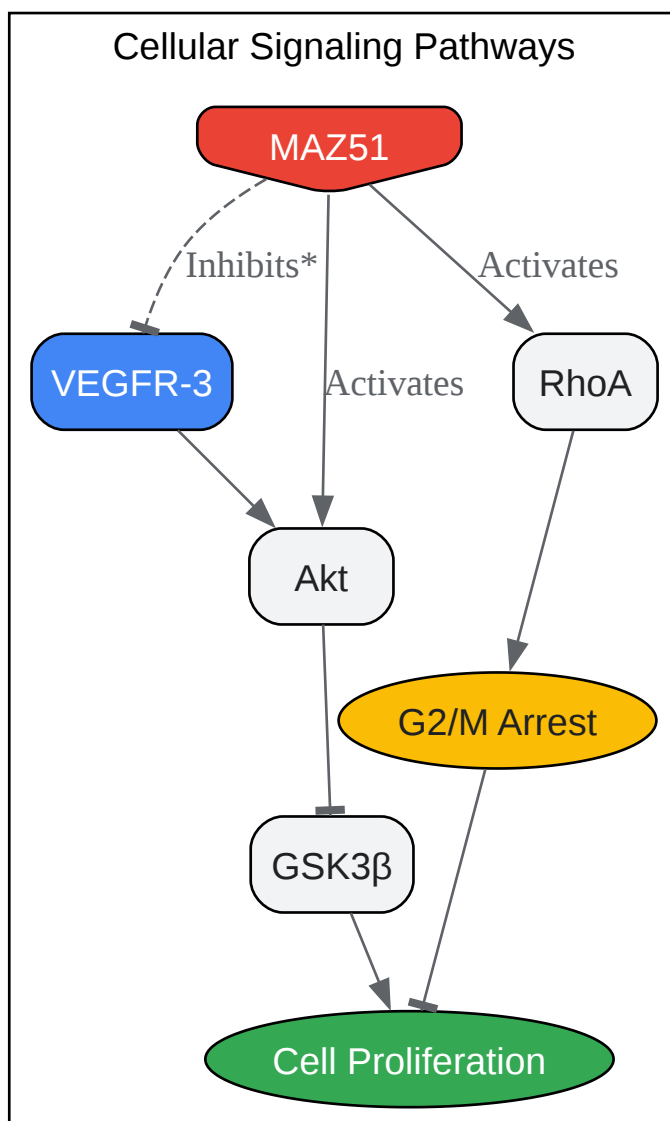 Cellular Signaling Pathways
MAZ51
Inhibits*
Activates
VEGFR-3
Activates
RhoA
Akt
G2/M Arrest
GSK3β
Cell Proliferation